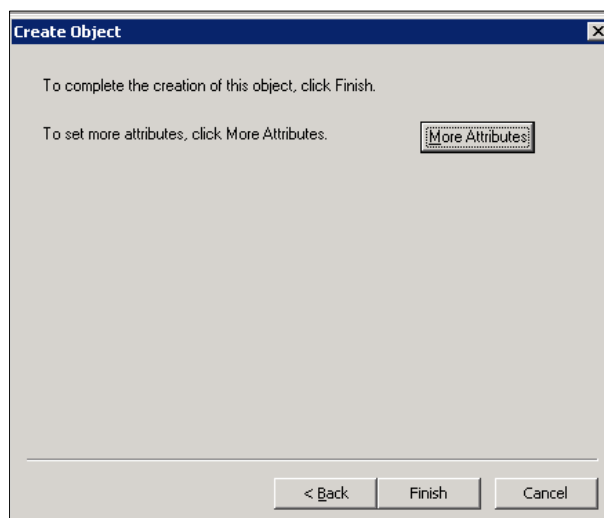 Create Object
To complete the creation of this object, click Finish.
To set more attributes, click More Attributes.
More Attributes
< Back
Finish
Cancel